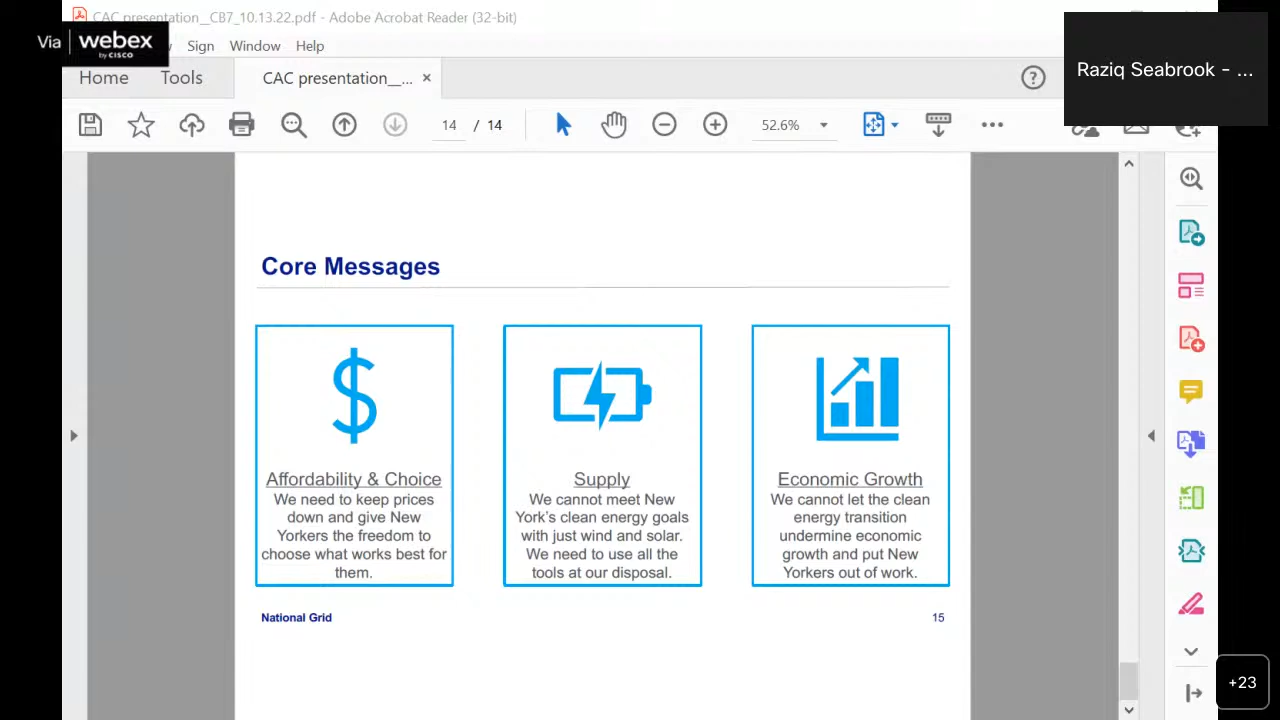 CAC presentation__CB7_10.13.22.pdf - Adobe Acrobat Reader (32-bit)
Via webex
by CISCO
Sign Window Help
Raziq Seabrook - ...
Home Tools CAC presentation__... ×
14 / 14 52.6%
Core Messages
$
Affordability & Choice
We need to keep prices
down and give New
Yorkers the freedom to
choose what works best for
them.
Supply
We cannot meet New
York's clean energy goals
with just wind and solar.
We need to use all the
tools at our disposal.
Economic Growth
We cannot let the clean
energy transition
undermine economic
growth and put New
Yorkers out of work.
National Grid 15
+23